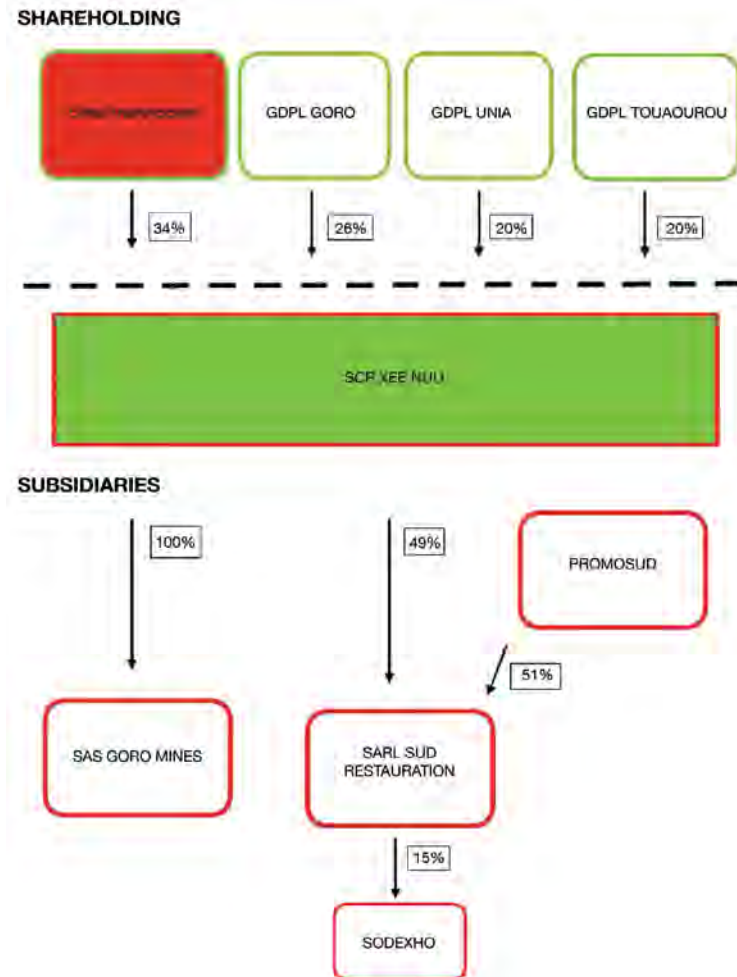 SHAREHOLDING
GDPL GORO
GDPL UNIA
GDPL TOUAOUROU
34%
26%
20%
20%
SCP XEE NUU
SUBSIDIARIES
100%
49%
PROMOSUD
51%
SAS GORO MINES
SARL SUD
RESTAURATION
15%
SODEXHO